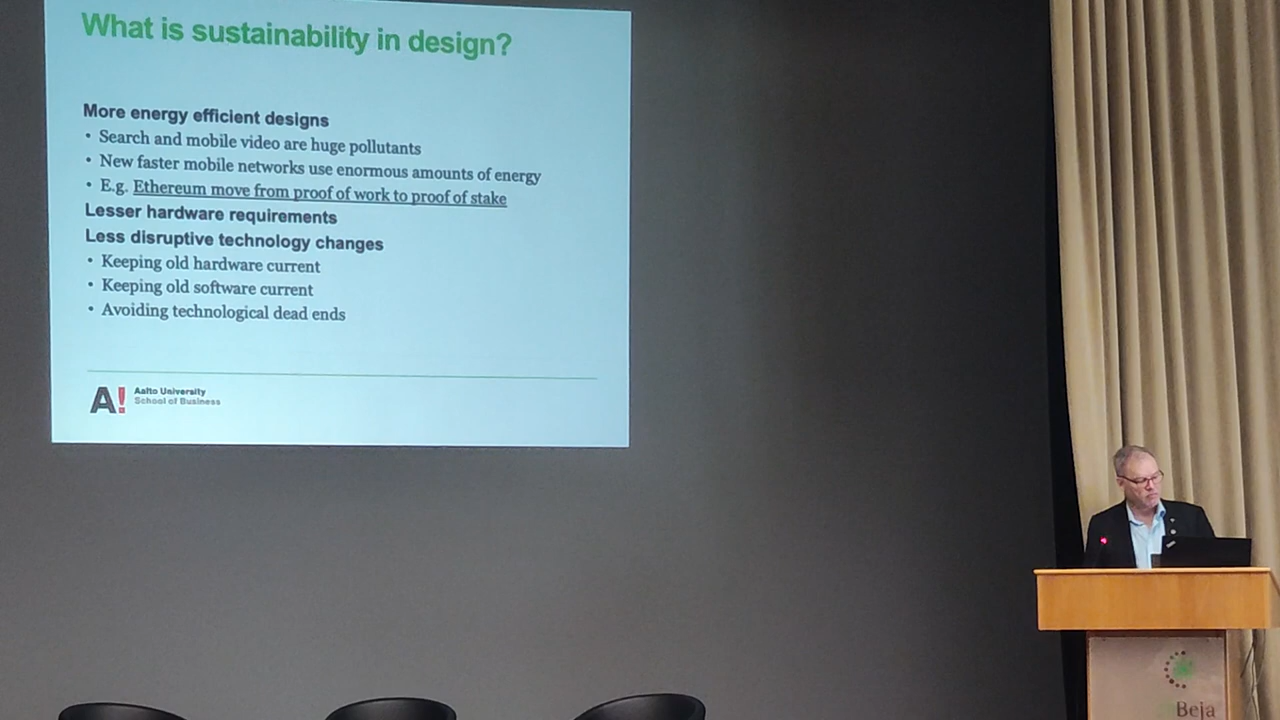 What is sustainability in design?
More energy efficient designs
• Search and mobile video are huge pollutants
• New faster mobile networks use enormous amounts of energy
• E.g. Ethereum move from proof of work to proof of stake
Lesser hardware requirements
Less disruptive technology changes
• Keeping old hardware current
• Keeping old software current
• Avoiding technological dead ends
A!
Aalto University
School of Business
Beja